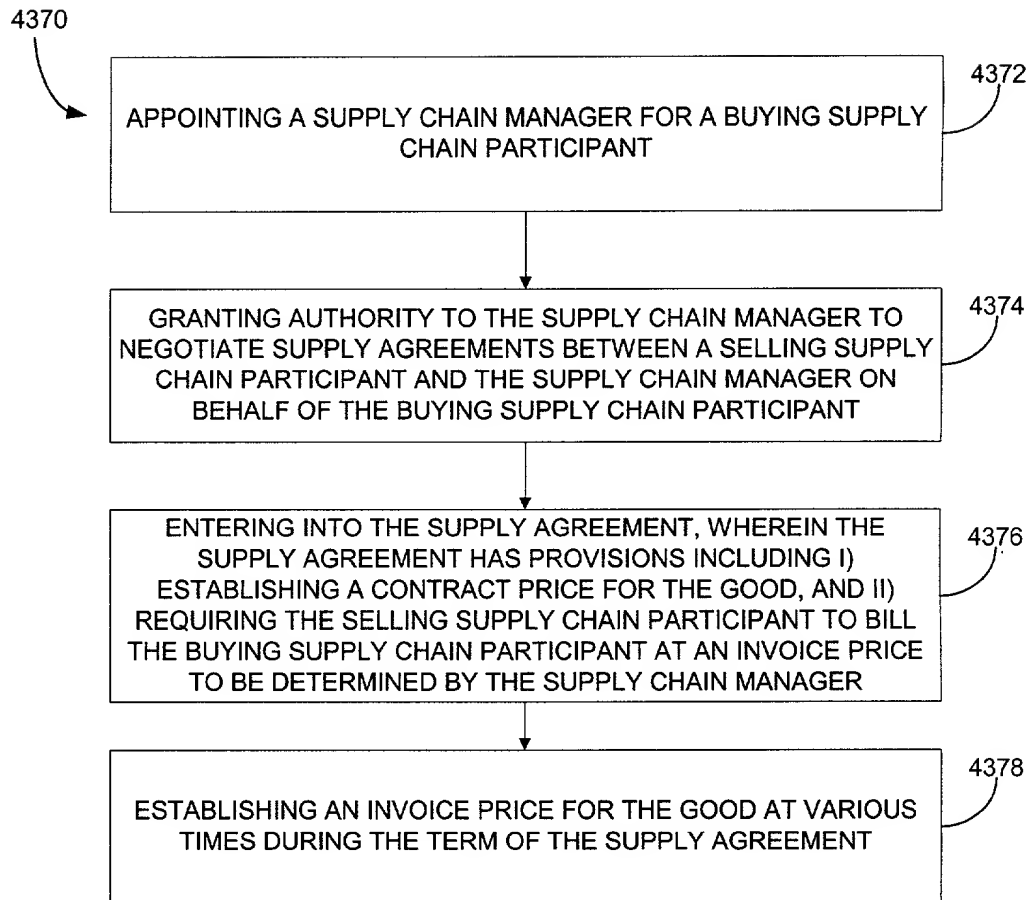 4370
4372
APPOINTING A SUPPLY CHAIN MANAGER FOR A BUYING SUPPLY
CHAIN PARTICIPANT
4374
GRANTING AUTHORITY TO THE SUPPLY CHAIN MANAGER TO
NEGOTIATE SUPPLY AGREEMENTS BETWEEN A SELLING SUPPLY
CHAIN PARTICIPANT AND THE SUPPLY CHAIN MANAGER ON
BEHALF OF THE BUYING SUPPLY CHAIN PARTICIPANT
4376
ENTERING INTO THE SUPPLY AGREEMENT, WHEREIN THE
SUPPLY AGREEMENT HAS PROVISIONS INCLUDING I)
ESTABLISHING A CONTRACT PRICE FOR THE GOOD, AND II)
REQUIRING THE SELLING SUPPLY CHAIN PARTICIPANT TO BILL
THE BUYING SUPPLY CHAIN PARTICIPANT AT AN INVOICE PRICE
TO BE DETERMINED BY THE SUPPLY CHAIN MANAGER
4378
ESTABLISHING AN INVOICE PRICE FOR THE GOOD AT VARIOUS
TIMES DURING THE TERM OF THE SUPPLY AGREEMENT